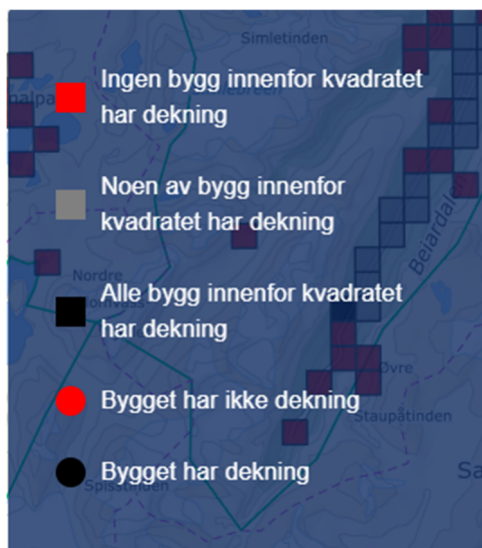 Simletinden
Ingen bygg innenfor kvadratet
har dekning
Noen av bygg innenfor
kvadratet har dekning
Beiardalen
Nordre
Alle bygg innenfor kvadratet
har dekning
Øvre
Bygget har ikke dekning
Staupåtinden
Bygget har dekning
Spisstinden